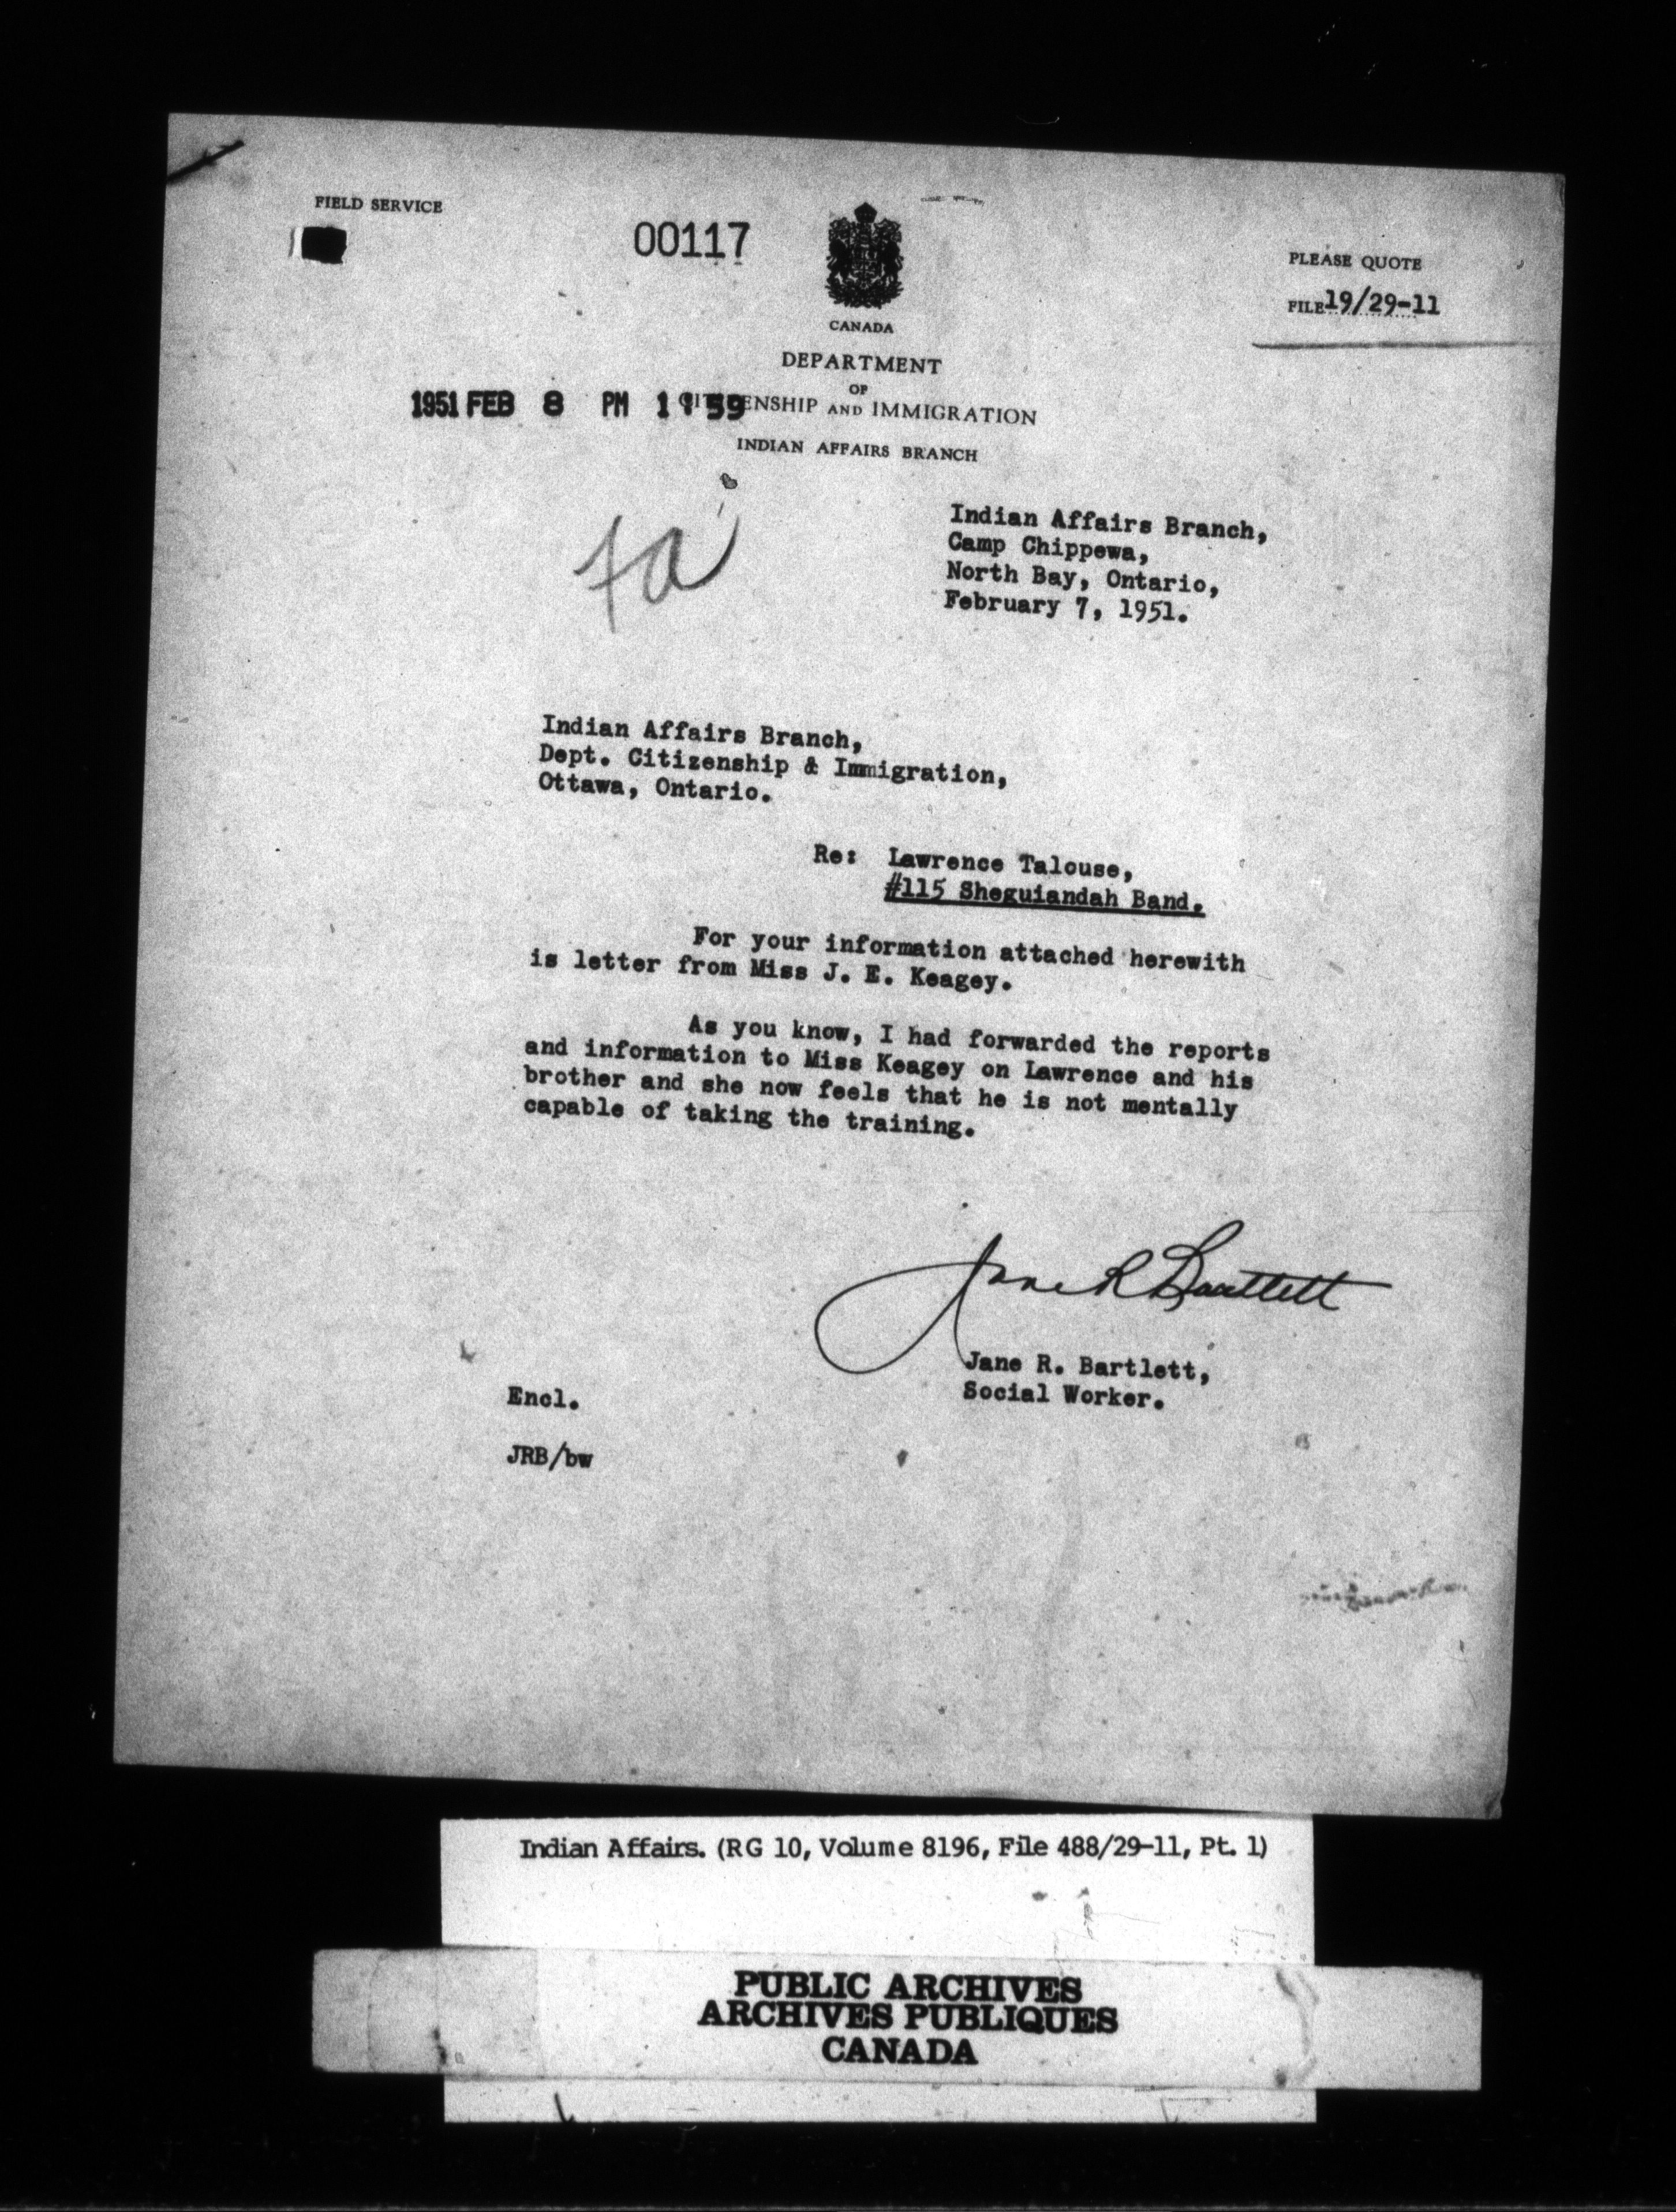 FIELD SERVICE
00117
PLEASE QUOTE
FILE 19/29-11
CANADA
DEPARTMENT
OF
CITIZENSHIP AND IMMIGRATION
1951 FEB 8 PM 1 59
INDIAN AFFAIRS BRANCH
Indian Affairs Branch,
Camp Chippewa,
North Bay, Ontario,
February 7, 1951.
Indian Affairs Branch,
Dept. Citizenship & Immigration,
Ottawa, Ontario.
Re: Lawrence Talouse,
#115 Sheguiandah Band.
For your information attached herewith
is letter from Miss J. E. Keagey.
As you know, I had forwarded the reports
and information to Miss Keagey on Lawrence and his
brother and she now feels that he is not mentally
capable of taking the training.
Jane R Bartlett
Jane R. Bartlett,
Social Worker.
Encl.
JRB/bw
Indian Affairs. (RG 10, Volume 8196, File 488/29-11, Pt. 1)
PUBLIC ARCHIVES
ARCHIVES PUBLIQUES
CANADA